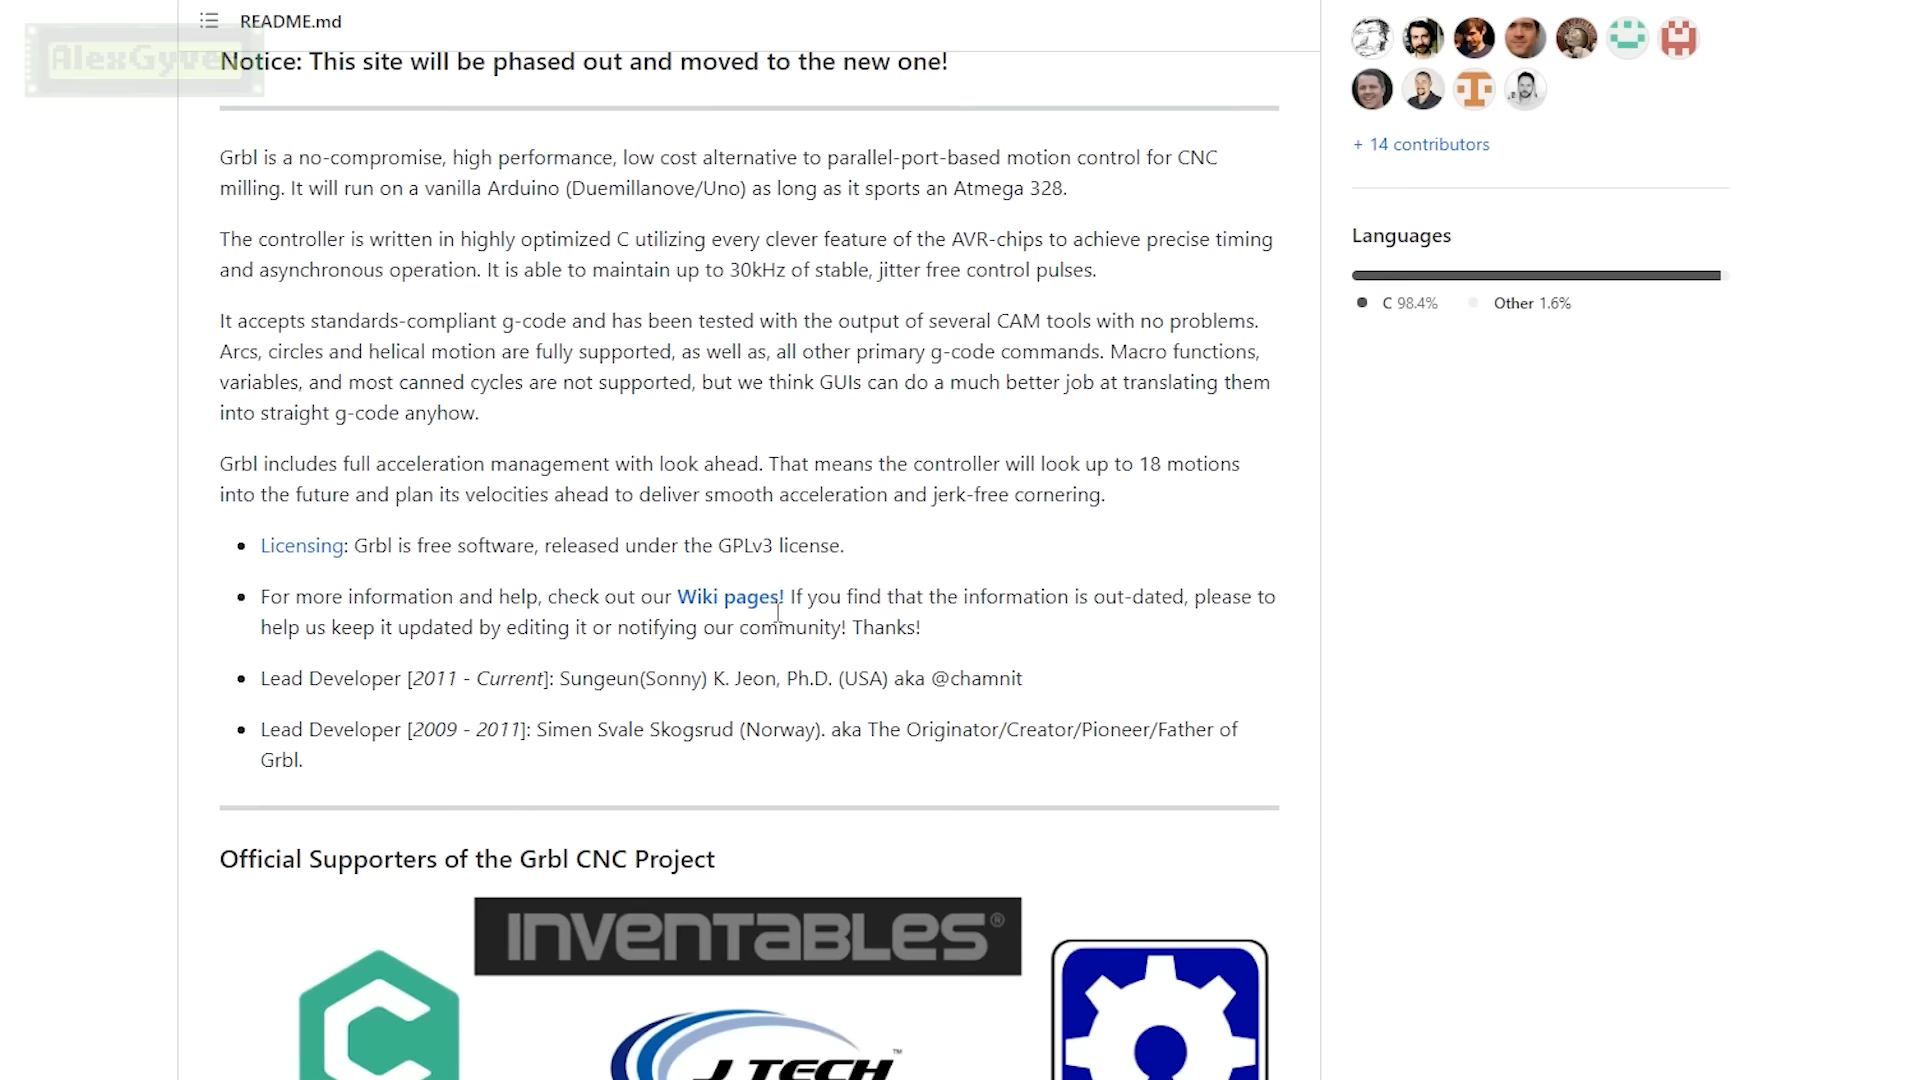 README.md
AlexGyver
Notice: This site will be phased out and moved to the new one!
Grbl is a no-compromise, high performance, low cost alternative to parallel-port-based motion control for CNC
milling. It will run on a vanilla Arduino (Duemillanove/Uno) as long as it sports an Atmega 328.
The controller is written in highly optimized C utilizing every clever feature of the AVR-chips to achieve precise timing
and asynchronous operation. It is able to maintain up to 30kHz of stable, jitter free control pulses.
It accepts standards-compliant g-code and has been tested with the output of several CAM tools with no problems.
Arcs, circles and helical motion are fully supported, as well as, all other primary g-code commands. Macro functions,
variables, and most canned cycles are not supported, but we think GUIs can do a much better job at translating them
into straight g-code anyhow.
Grbl includes full acceleration management with look ahead. That means the controller will look up to 18 motions
into the future and plan its velocities ahead to deliver smooth acceleration and jerk-free cornering.
• Licensing: Grbl is free software, released under the GPLv3 license.
• For more information and help, check out our Wiki pages! If you find that the information is out-dated, please to
help us keep it updated by editing it or notifying our community! Thanks!
• Lead Developer [2011 - Current]: Sungeun(Sonny) K. Jeon, Ph.D. (USA) aka @chamnit
• Lead Developer [2009 - 2011]: Simen Svale Skogsrud (Norway). aka The Originator/Creator/Pioneer/Father of
Grbl.
Official Supporters of the Grbl CNC Project
INVENTABLES®
J TECH™
+ 14 contributors
Languages
C 98.4%
Other 1.6%